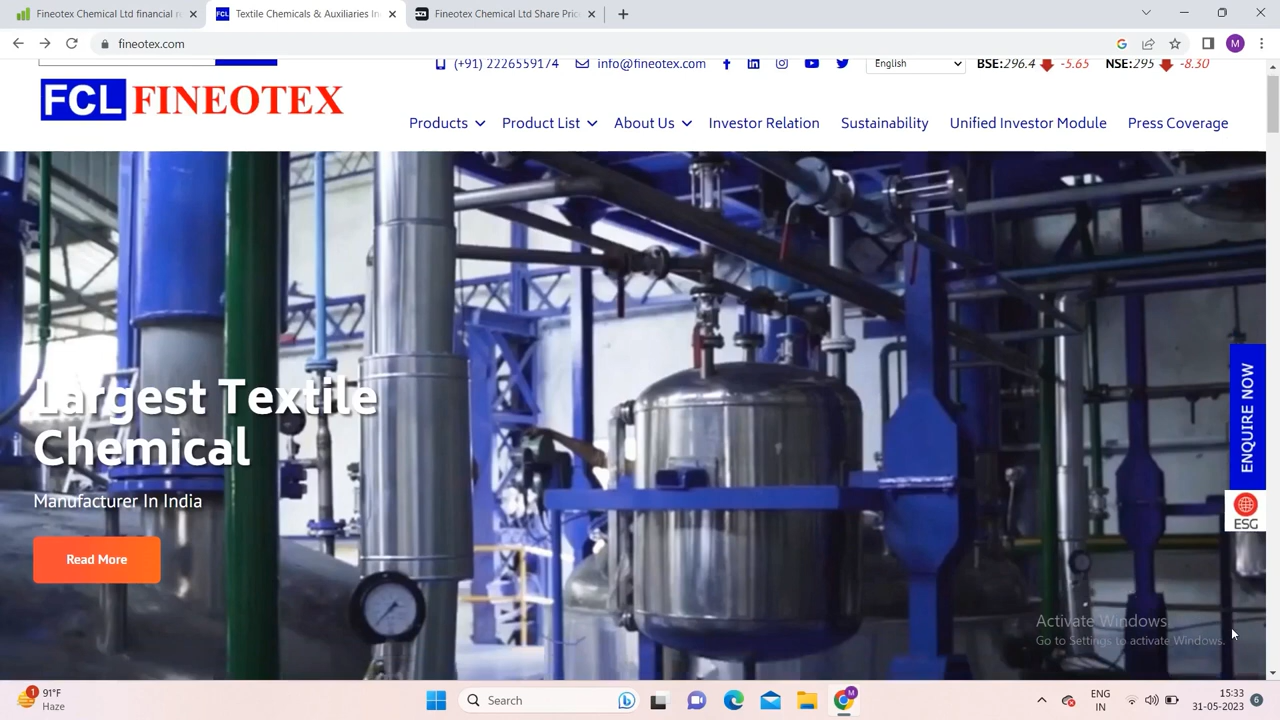 Fineotex Chemical Ltd financial r
Textile Chemicals & Auxiliaries In
Fineotex Chemical Ltd Share Pric
fineotex.com
M
(+91) 2226559174
info@fineotex.com
English
BSE:296.4 -5.65
NSE:295 -8.30
FCL FINEOTEX
Products
Product List
About Us
Investor Relation
Sustainability
Unified Investor Module
Press Coverage
Largest Textile
Chemical
Manufacturer In India
Read More
ENQUIRE NOW
ESG
Activate Windows
Go to Settings to activate Windows.
1
91°F
Haze
Search
M
ENG
IN
15:33
31-05-2023
6